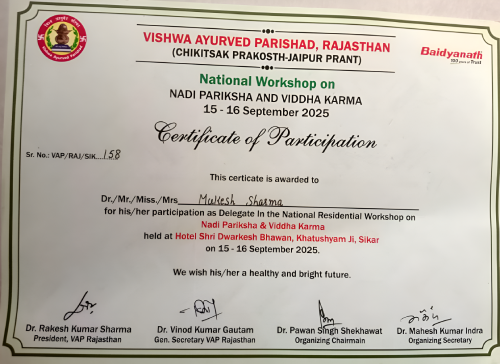 VISHWA AYURVED PARISHAD, RAJASTHAN
(CHIKITSAK PRAKOSTH-JAIPUR PRANT)
Baidyanath
100 years of Trust
National Workshop on
NADI PARIKSHA AND VIDDHA KARMA
15 - 16 September 2025
Certificate of Participation
Sr. No.: VAP/RAJ/SIK...158
This certicate is awarded to
Dr./Mr./Miss./Mrs Mukesh Sharma
for his/her participation as Delegate In the National Residential Workshop on
Nadi Pariksha & Viddha Karma
held at Hotel Shri Dwarkesh Bhawan, Khatushyam Ji, Sikar
on 15 - 16 September 2025.
We wish his/her a healthy and bright future.
Dr. Rakesh Kumar Sharma
President, VAP Rajasthan
Dr. Vinod Kumar Gautam
Gen. Secretary VAP Rajasthan
Dr. Pawan Singh Shekhawat
Organizing Chairmain
Dr. Mahesh Kumar Indra
Organizing Secretary